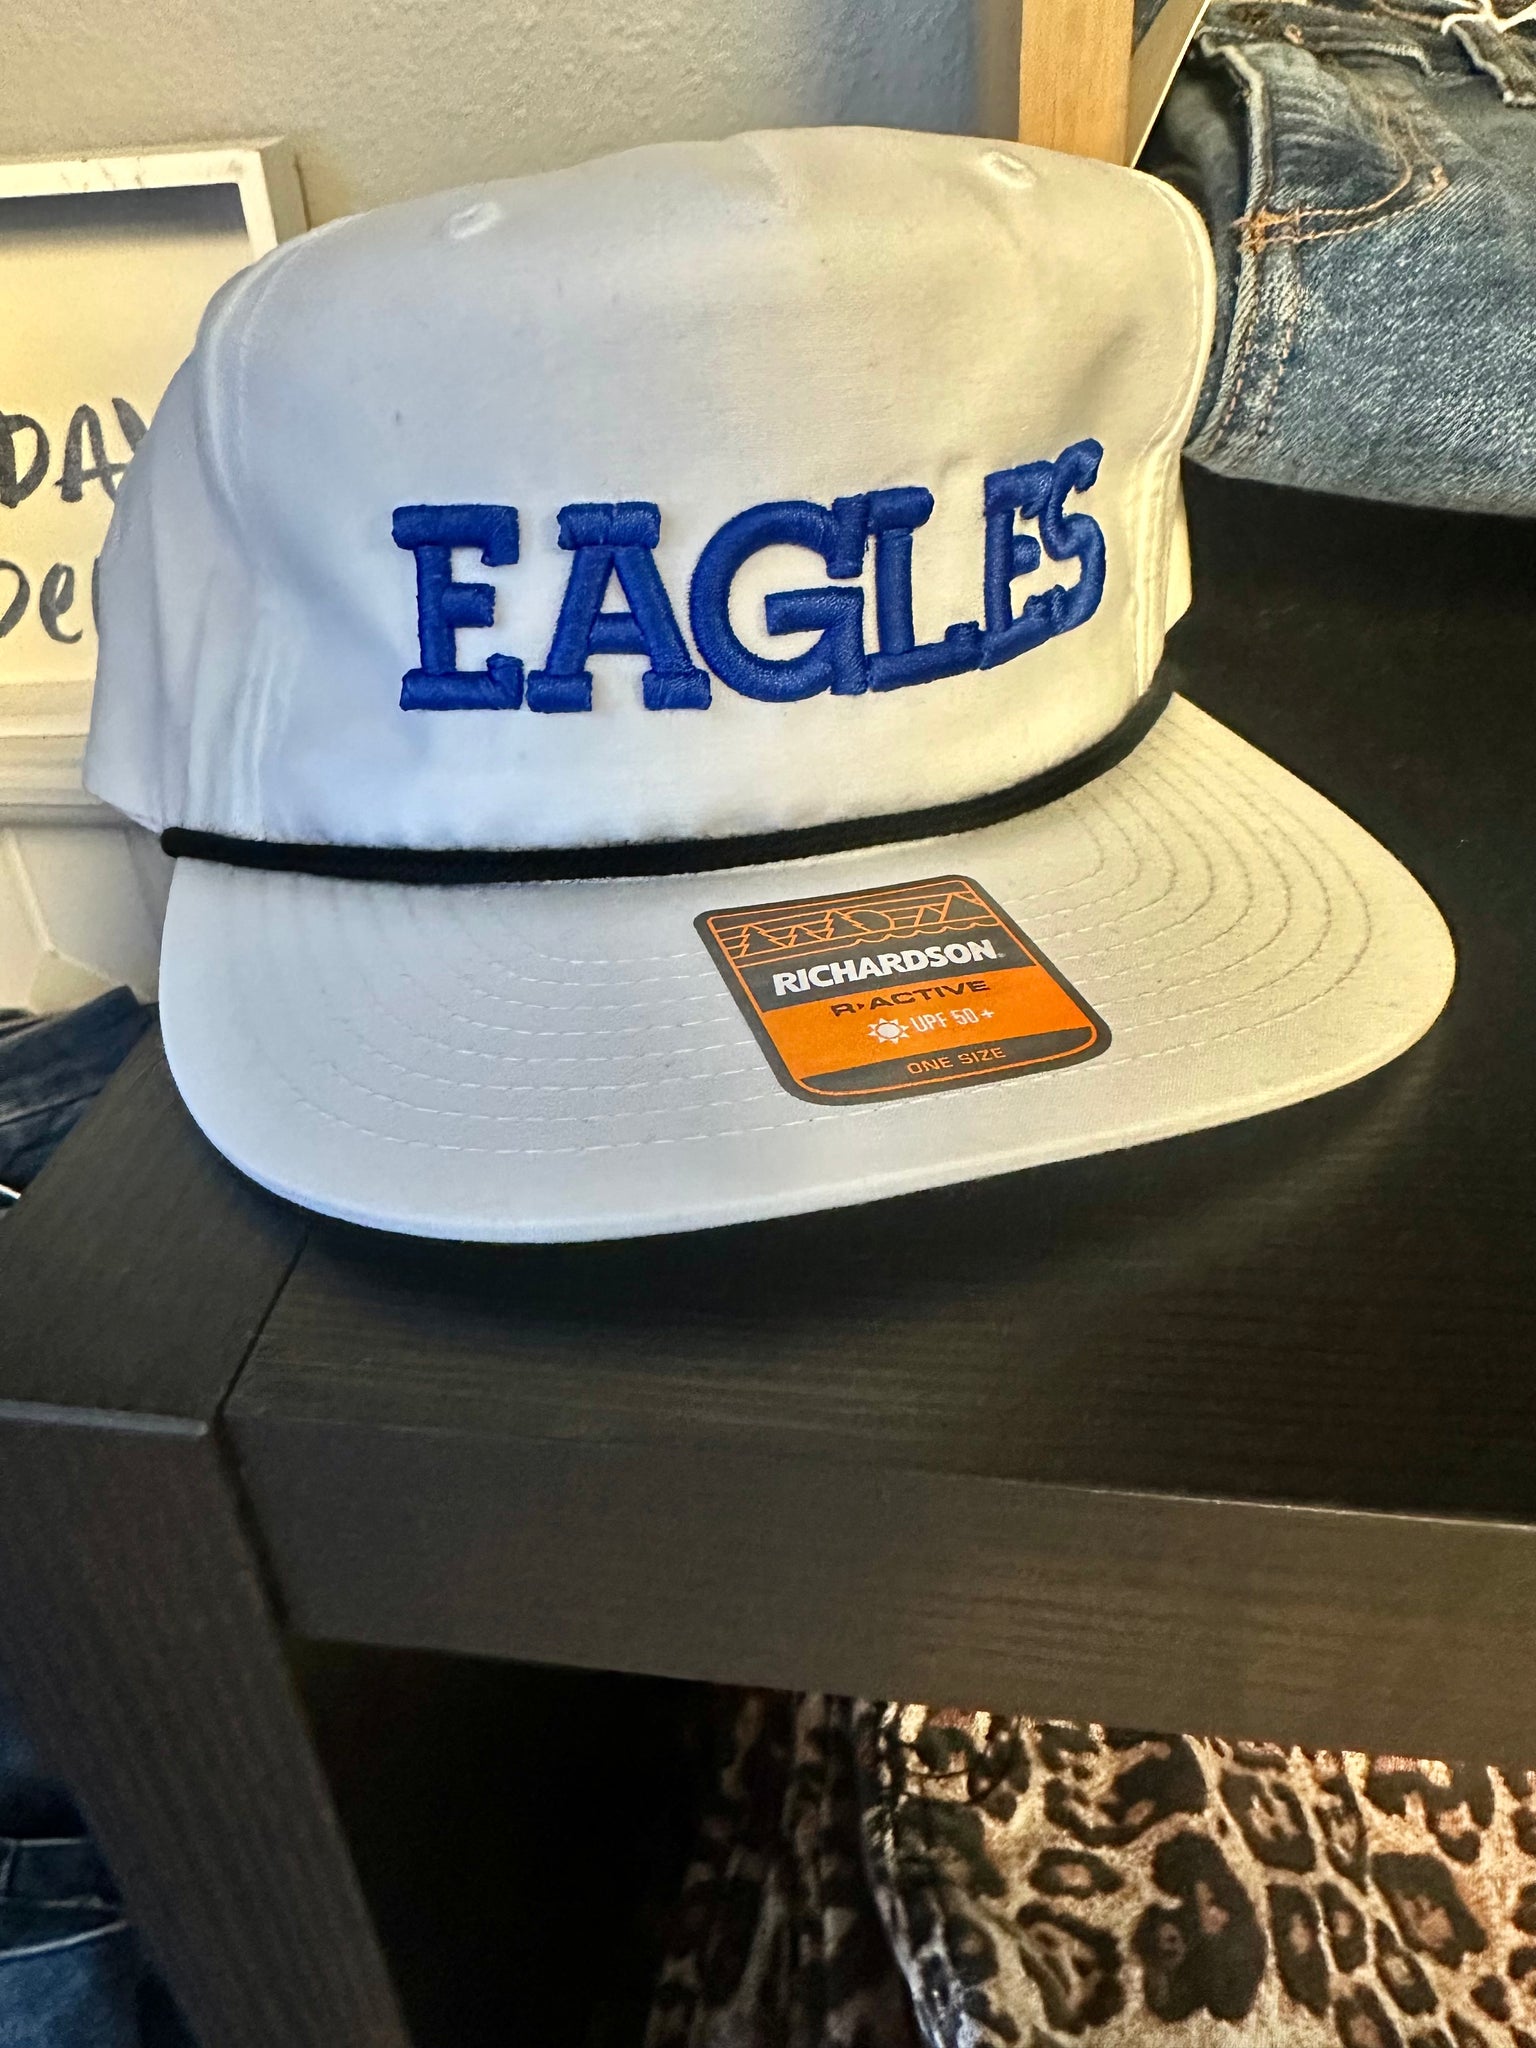 EAGLES
RICHARDSON
R-ACTIVE
UPF 50+
ONE SIZE